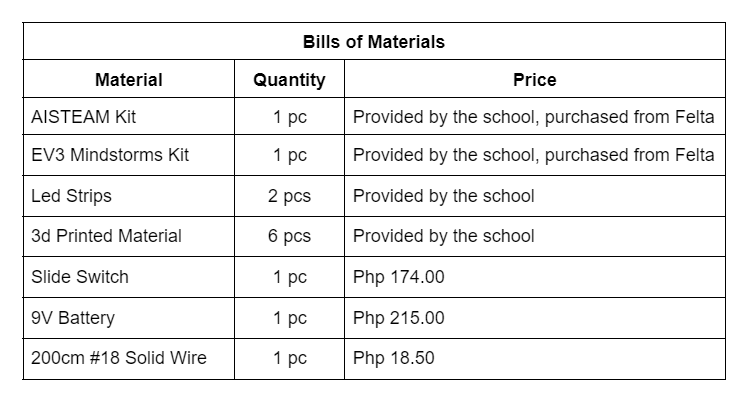 Bills of Materials
Material Quantity Price
AISTEAM Kit 1 pc Provided by the school, purchased from Felta
EV3 Mindstorms Kit 1 pc Provided by the school, purchased from Felta
Led Strips 2 pcs Provided by the school
3d Printed Material 6 pcs Provided by the school
Slide Switch 1 pc Php 174.00
9V Battery 1 pc Php 215.00
200cm #18 Solid Wire 1 pc Php 18.50